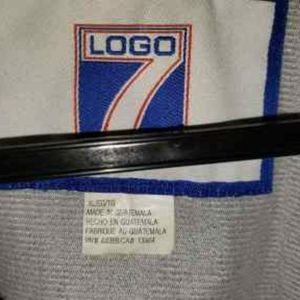 LOGO
7
XL/EG/TG
MADE IN GUATEMALA
HECHO EN GUATEMALA
FABRIQUE AU GUATEMALA